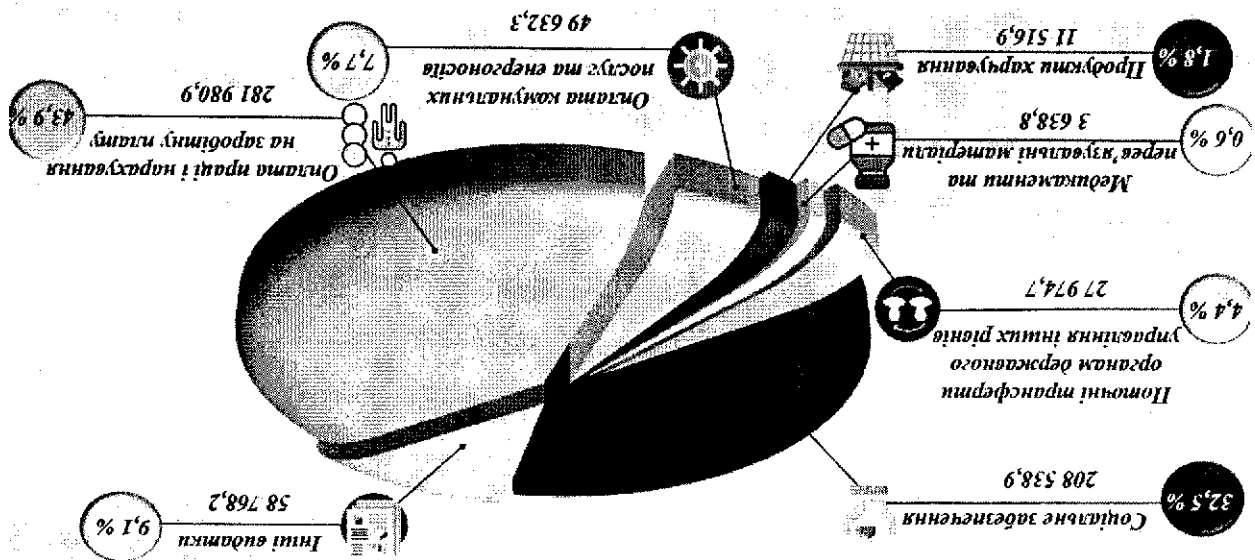 Соціальне забезпечення
208 538,9
32,5 %
Інші видатки
58 768,2
9,1 %
Поточні трансферти
органам державного
управління інших рівнів
27 974,7
4,4 %
Медикаменти та
перев'язувальні матеріали
3 638,8
0,6 %
Оплата праці і нарахування
на заробітну плату
281 980,9
43,9 %
Продукти харчування
11 516,9
1,8 %
Оплата комунальних
послуг та енергоносіїв
49 632,3
7,7 %